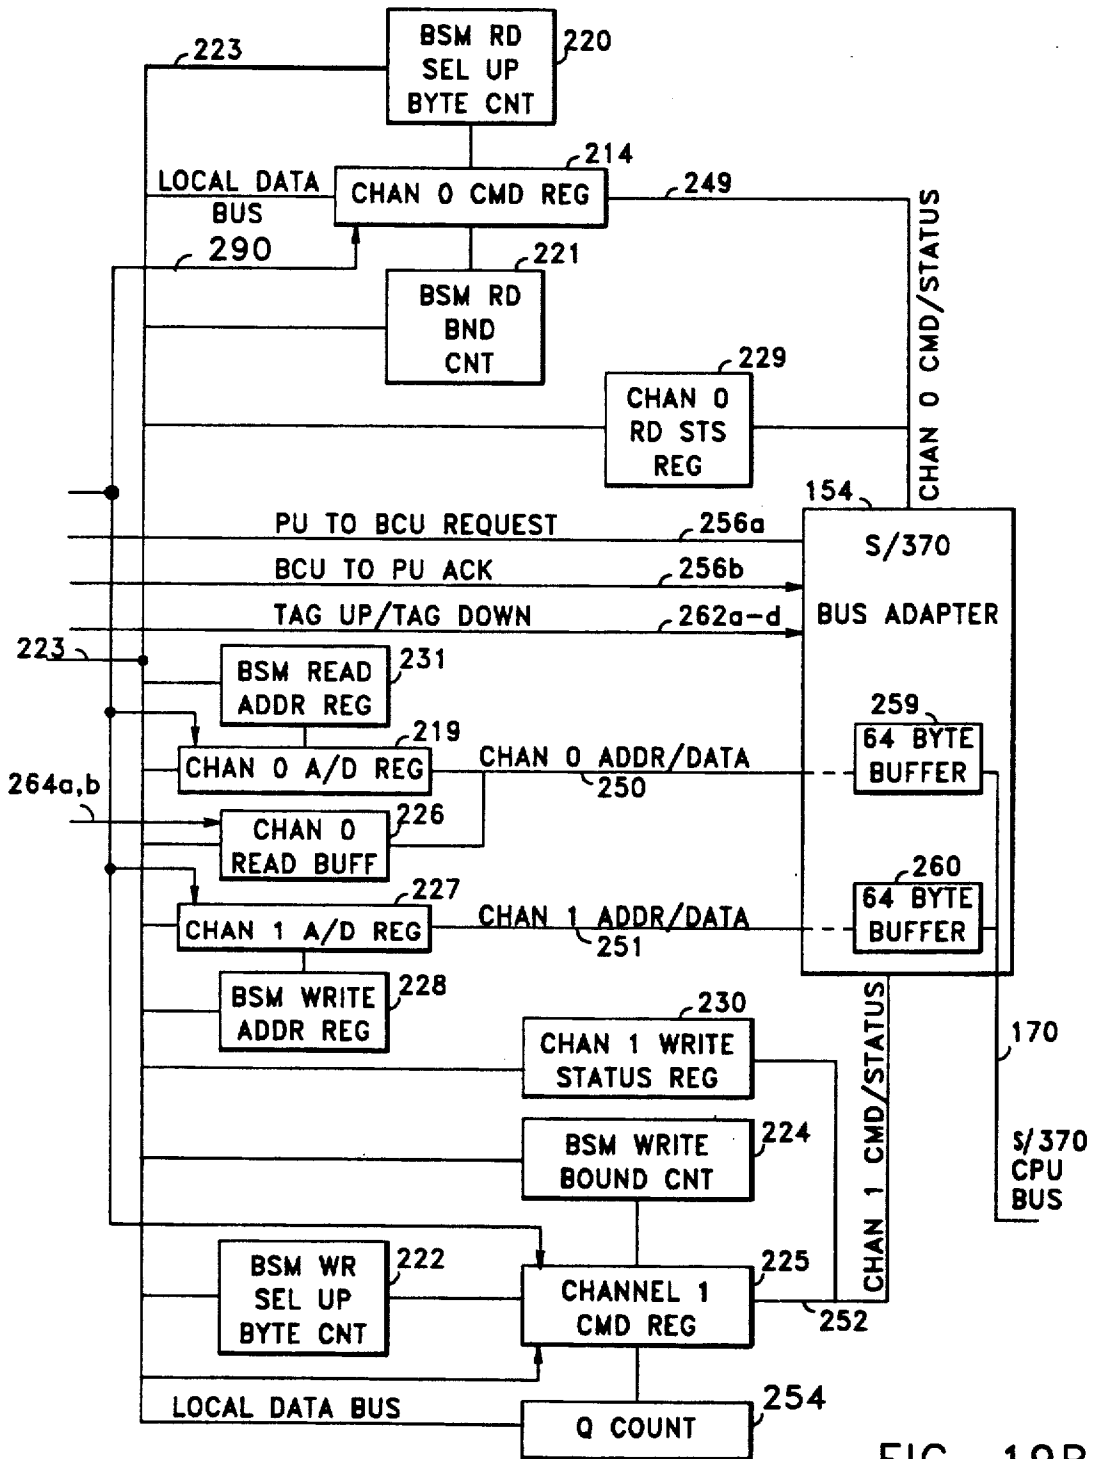 BSM RD
SEL UP
BYTE CNT
220
223
214
LOCAL DATA
BUS
CHAN 0 CMD REG
249
290
221
BSM RD
BND
CNT
CHAN 0 CMD/STATUS
229
CHAN 0
RD STS
REG
154
PU TO BCU REQUEST
256a
S/370
BCU TO PU ACK
256b
BUS ADAPTER
TAG UP/TAG DOWN
262a-d
223
BSM READ
ADDR REG
231
219
CHAN 0 A/D REG
CHAN 0 ADDR/DATA
250
259
64 BYTE
BUFFER
264a,b
CHAN 0
READ BUFF
226
227
CHAN 1 A/D REG
CHAN 1 ADDR/DATA
251
260
64 BYTE
BUFFER
BSM WRITE
ADDR REG
228
230
CHAN 1 WRITE
STATUS REG
170
CHAN 1 CMD/STATUS
BSM WRITE
BOUND CNT
224
S/370
CPU
BUS
BSM WR
SEL UP
BYTE CNT
222
CHANNEL 1
CMD REG
225
252
LOCAL DATA BUS
Q COUNT
254
FIG. 19B